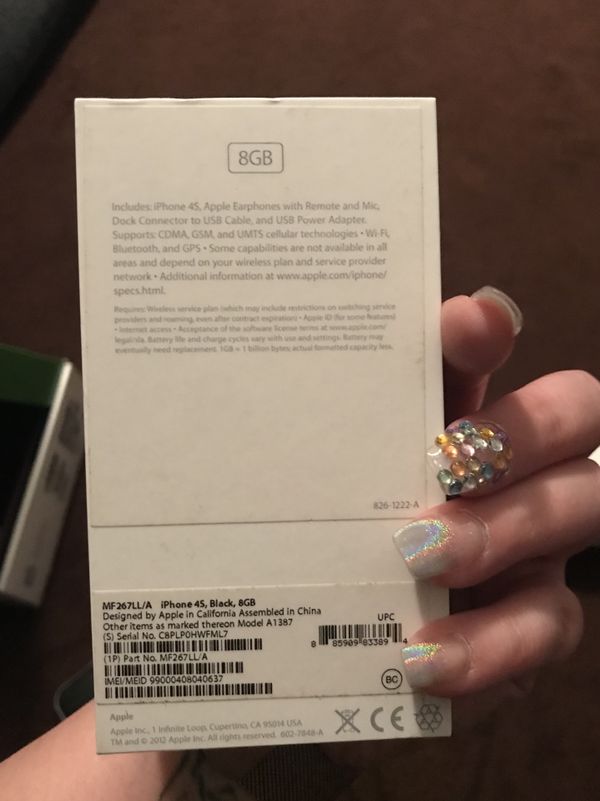 8GB
Includes: iPhone 4S, Apple Earphones with Remote and Mic,
Dock Connector to USB Cable, and USB Power Adapter.
Supports: CDMA, GSM, and UMTS cellular technologies • Wi-Fi,
Bluetooth, and GPS • Some capabilities are not available in all
areas and depend on your wireless plan and service provider
network • Additional information at www.apple.com/iphone/
specs.html.
Requires: Wireless service plan (which may include restrictions on switching service
providers and roaming, even after contract expiration) • Apple ID (for some features)
• Internet access • Acceptance of the software license terms at www.apple.com/
legal/sla. Battery life and charge cycles vary with use and settings. Battery may
eventually need replacement. 1GB = 1 billion bytes; actual formatted capacity less.
826-1222-A
MF267LL/A iPhone 4S, Black, 8GB
Designed by Apple in California Assembled in China
Other items as marked thereon Model A1387
(S) Serial No. C8PLP0HWFML7
UPC
8 85909 83389 4
(1P) Part No. MF267LL/A
IMEI/MEID 99000408040637
BC
Apple
Apple Inc., 1 Infinite Loop, Cupertino, CA 95014 USA
TM and © 2012 Apple Inc. All rights reserved. 602-7848-A
CE